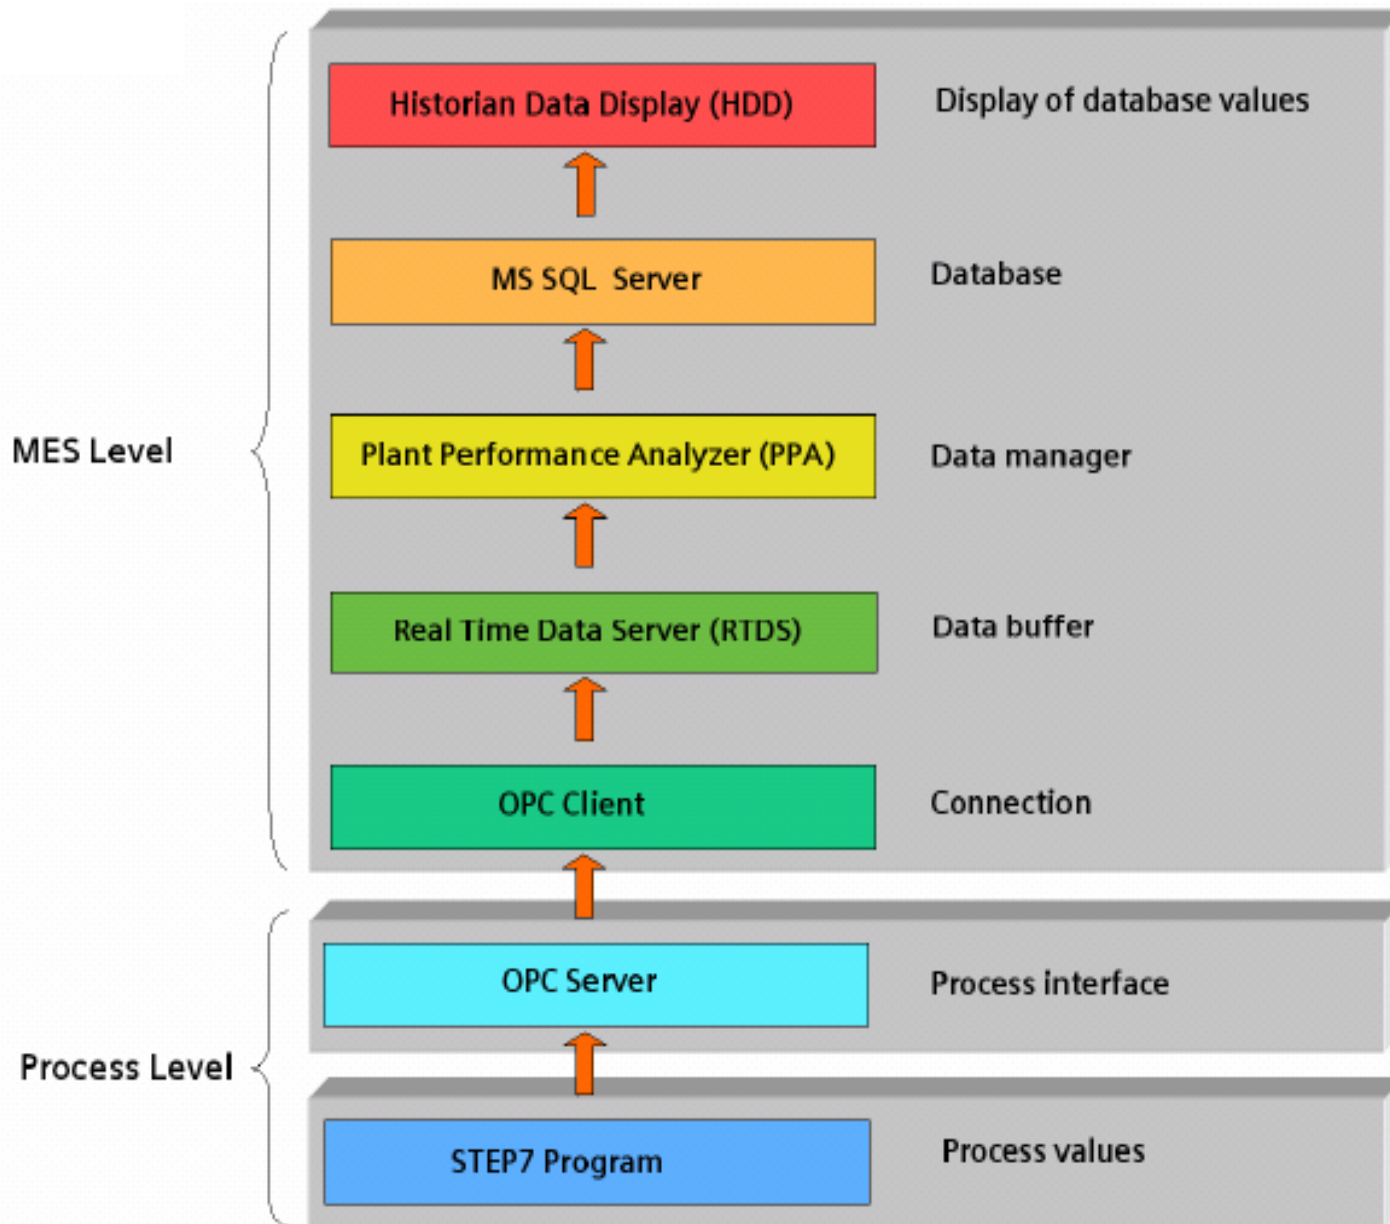 Historian Data Display (HDD)
Display of database values
MS SQL Server
Database
MES Level
Plant Performance Analyzer (PPA)
Data manager
Real Time Data Server (RTDS)
Data buffer
OPC Client
Connection
OPC Server
Process interface
Process Level
STEP7 Program
Process values